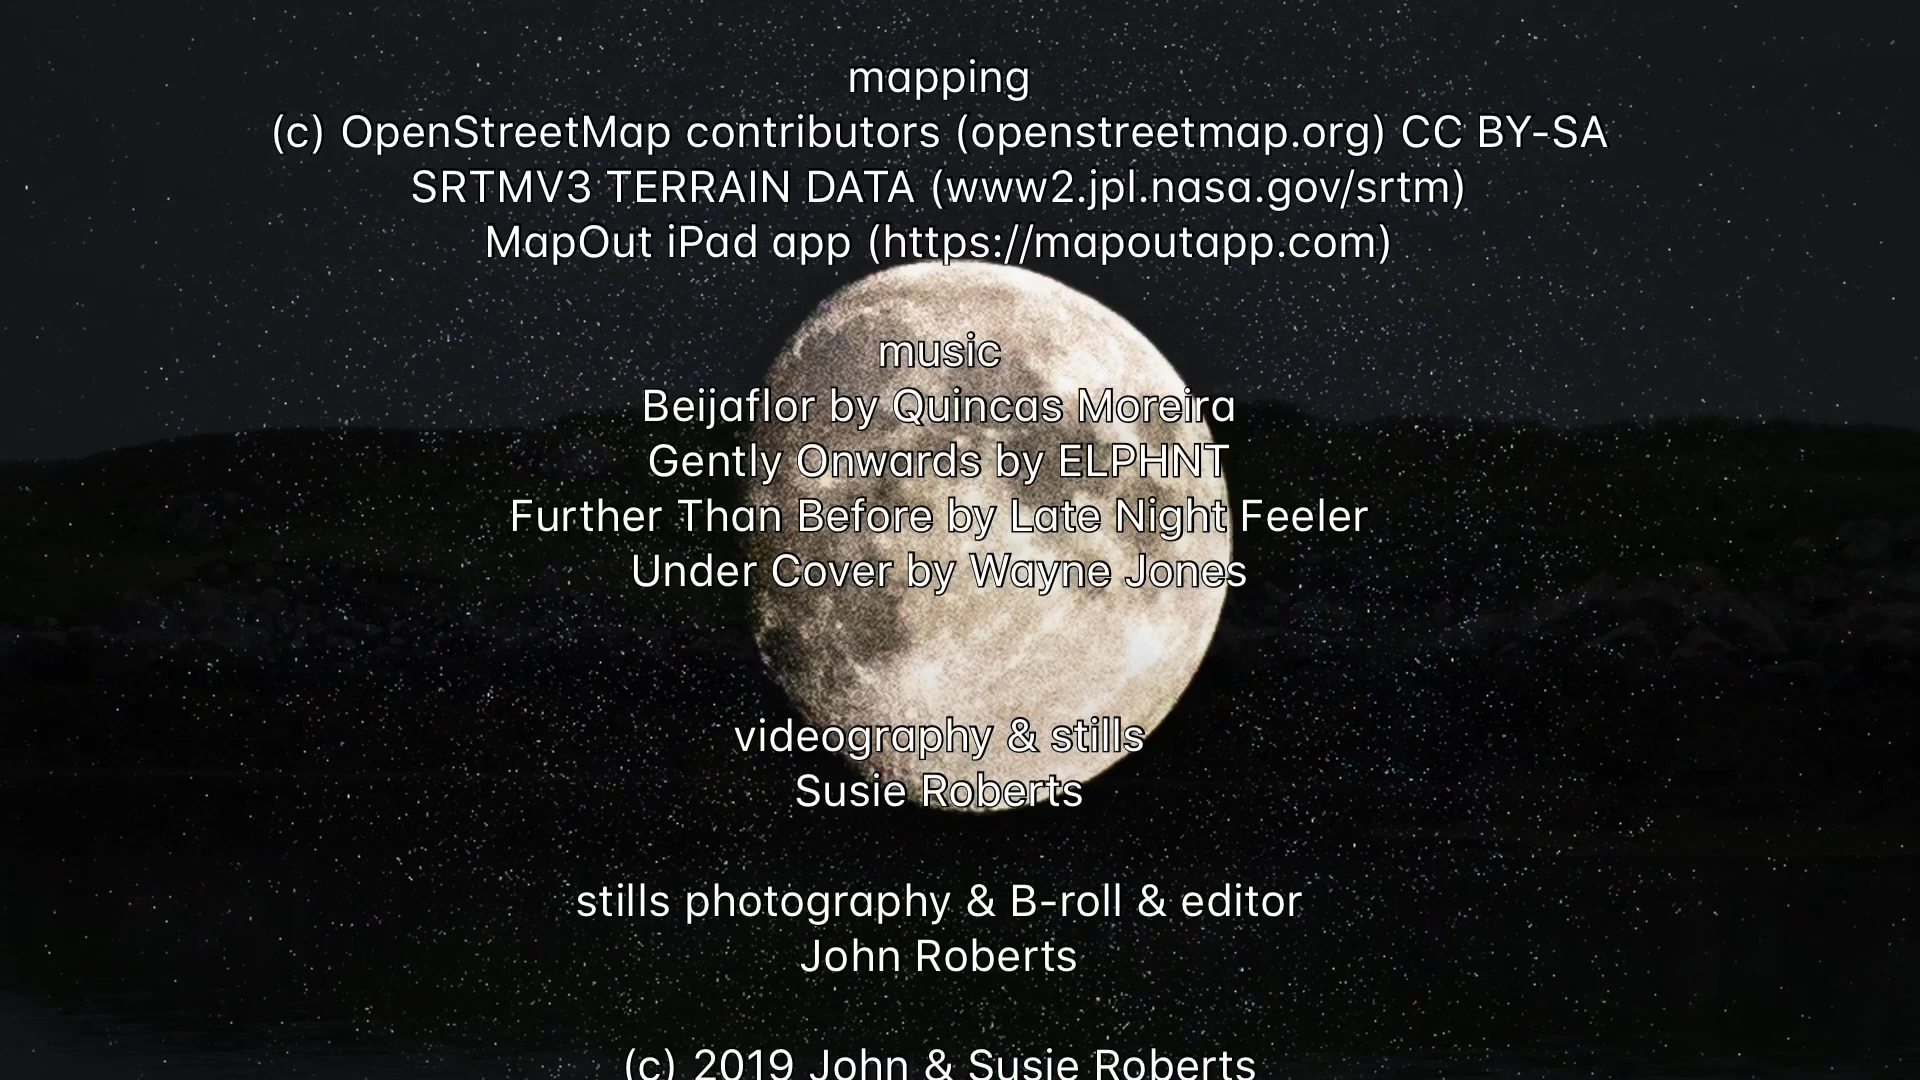 mapping
(c) OpenStreetMap contributors (openstreetmap.org) CC BY-SA
SRTMV3 TERRAIN DATA (www2.jpl.nasa.gov/srtm)
MapOut iPad app (https://mapoutapp.com)
music
Beijaflor by Quincas Moreira
Gently Onwards by ELPHNT
Further Than Before by Late Night Feeler
Under Cover by Wayne Jones
videography & stills
Susie Roberts
stills photography & B-roll & editor
John Roberts
(c) 2019 John & Susie Roberts